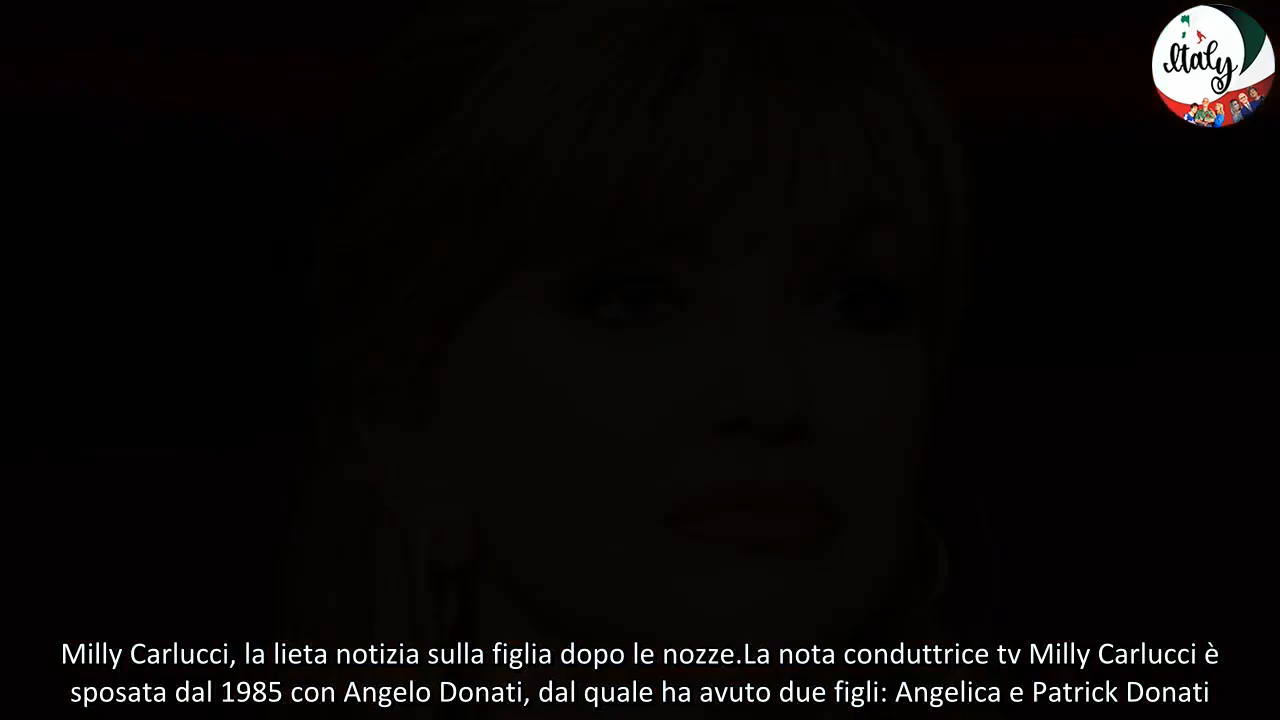 Italy
Milly Carlucci, la lieta notizia sulla figlia dopo le nozze.La nota conduttrice tv Milly Carlucci è
sposata dal 1985 con Angelo Donati, dal quale ha avuto due figli: Angelica e Patrick Donati